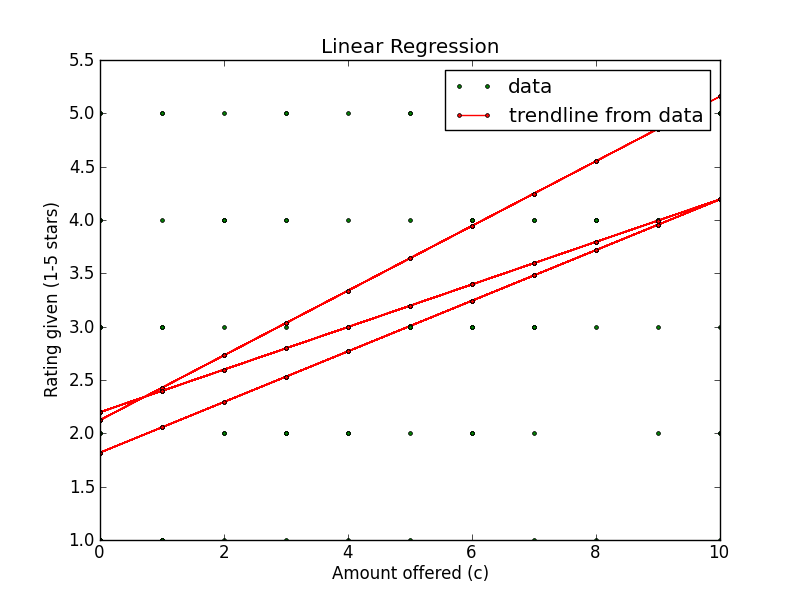 Linear Regression
data
trendline from data
5.5
5.0
4.5
4.0
3.5
3.0
2.5
2.0
1.5
1.0
Rating given (1-5 stars)
0 2 4 6 8 10
Amount offered (c)